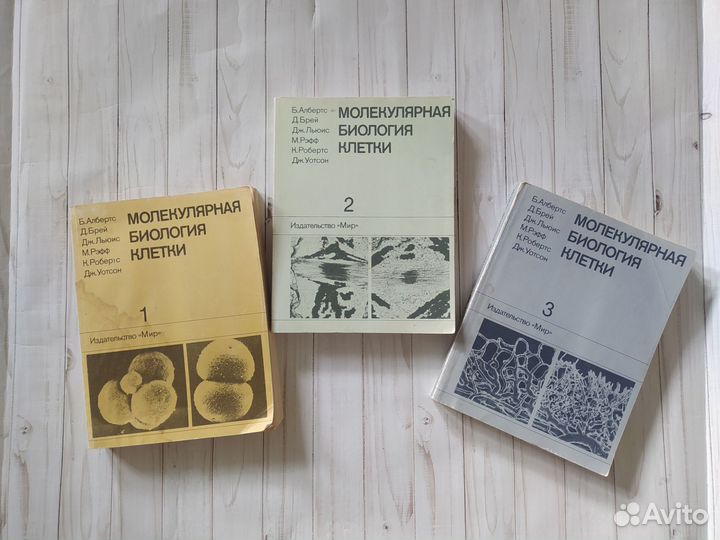 Б.Албертс
Д.Брей
Дж.Льюис
М.Рэфф
К.Робертс
Дж.Уотсон
МОЛЕКУЛЯРНАЯ
БИОЛОГИЯ
КЛЕТКИ
1
Издательство «Мир»
Б.Албертс
Д.Брей
Дж.Льюис
М.Рэфф
К.Робертс
Дж.Уотсон
МОЛЕКУЛЯРНАЯ
БИОЛОГИЯ
КЛЕТКИ
2
Издательство «Мир»
Б.Албертс
Д.Брей
Дж.Льюис
М.Рэфф
К.Робертс
Дж.Уотсон
МОЛЕКУЛЯРНАЯ
БИОЛОГИЯ
КЛЕТКИ
3
Издательство «Мир»
Avito